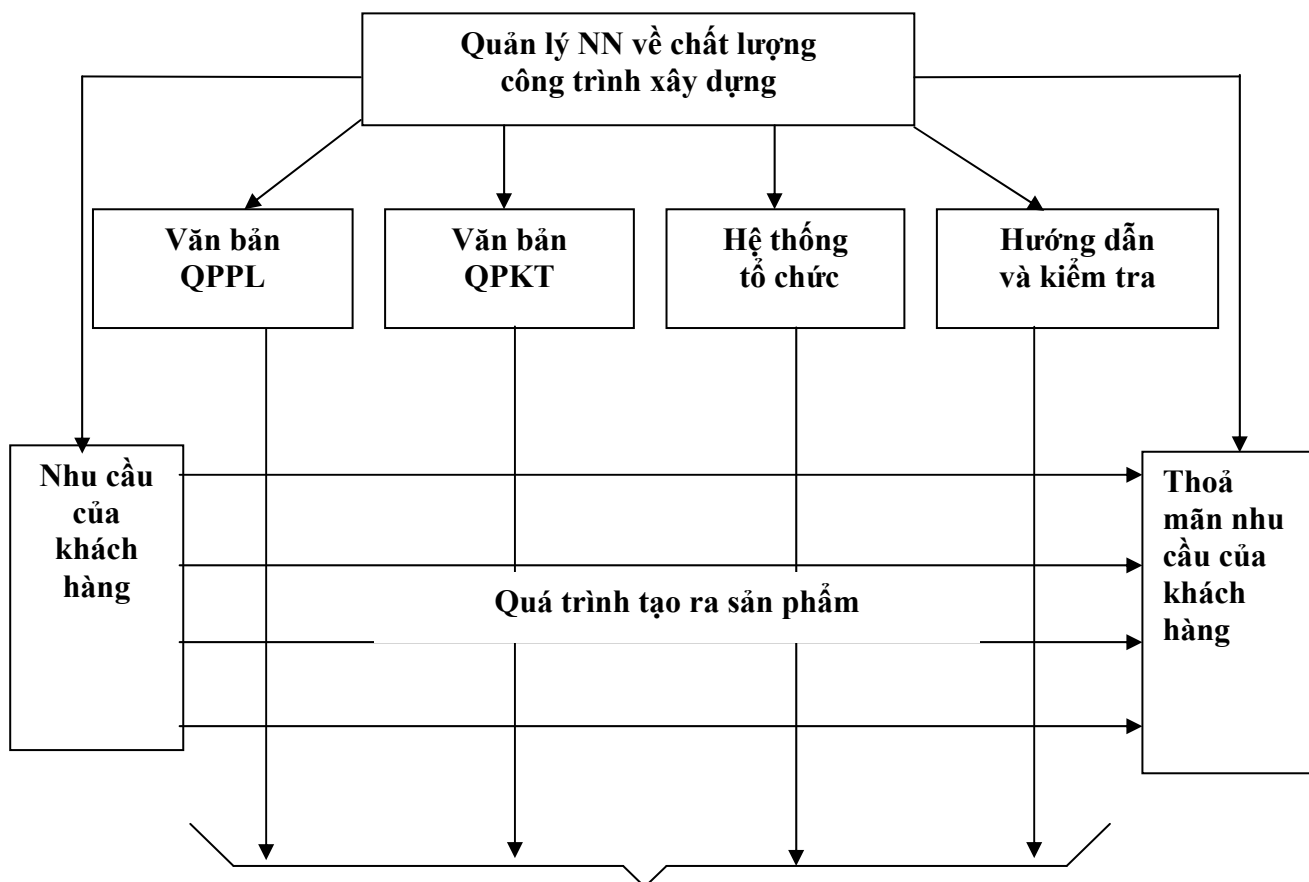 Quản lý NN về chất lượng
công trình xây dựng
Văn bản
QPPL
Văn bản
QPKT
Hệ thống
tổ chức
Hướng dẫn
và kiểm tra
Nhu cầu
của
khách
hàng
Quá trình tạo ra sản phẩm
Thoả
mãn nhu
cầu của
khách
hàng